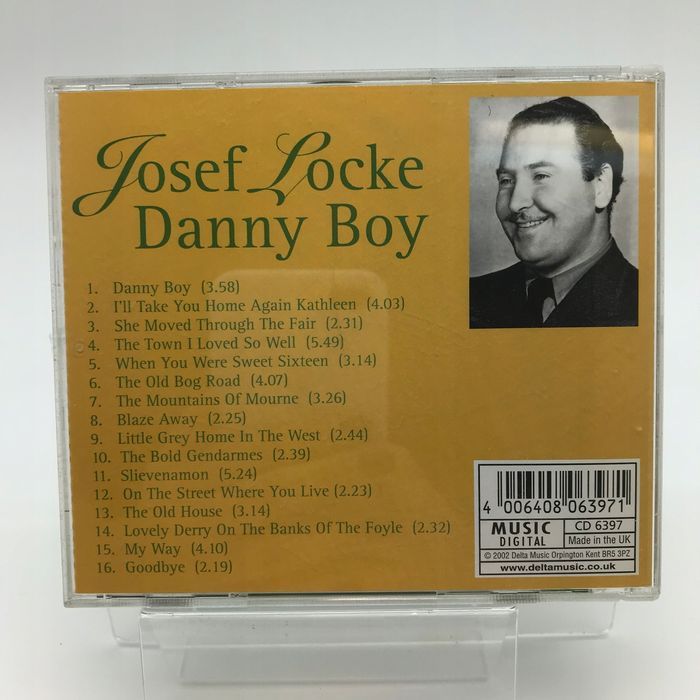 Josef Locke
Danny Boy
1. Danny Boy (3.58)
2. I'll Take You Home Again Kathleen (4.03)
3. She Moved Through The Fair (2.31)
4. The Town I Loved So Well (5.49)
5. When You Were Sweet Sixteen (3.14)
6. The Old Bog Road (4.07)
7. The Mountains Of Mourne (3.26)
8. Blaze Away (2.25)
9. Little Grey Home In The West (2.44)
10. The Bold Gendarmes (2.39)
11. Slievenamon (5.24)
12. On The Street Where You Live (2.23)
13. The Old House (3.14)
14. Lovely Derry On The Banks Of The Foyle (2.32)
15. My Way (4.10)
16. Goodbye (2.19)
4 006408 063971
MUSIC DIGITAL
CD 6397
Made in the UK
© 2002 Delta Music Orpington Kent BR5 3PZ
www.deltamusic.co.uk